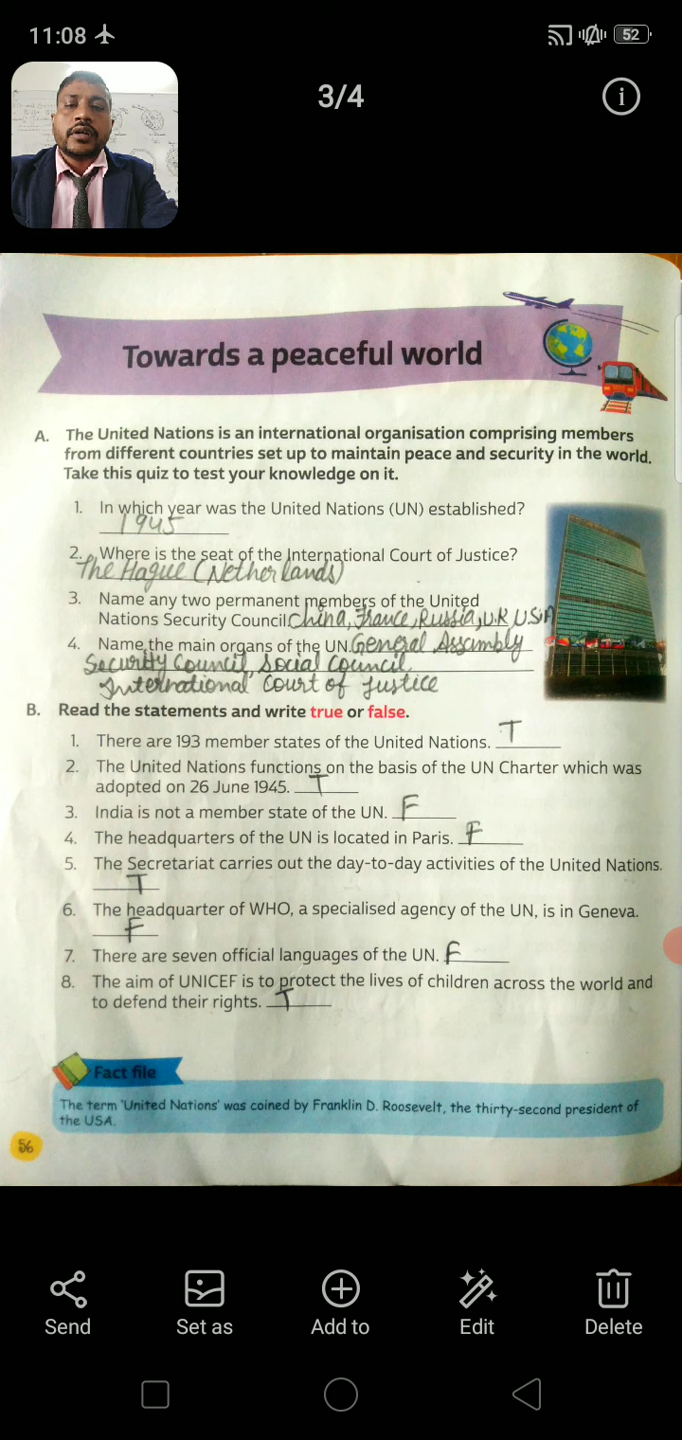 11:08
52
3/4
i
Towards a peaceful world
A. The United Nations is an international organisation comprising members
from different countries set up to maintain peace and security in the world.
Take this quiz to test your knowledge on it.
1. In which year was the United Nations (UN) established?
1945
2. Where is the seat of the International Court of Justice?
The Hague (Netherlands)
3. Name any two permanent members of the United
Nations Security Council China, France, Russia, U.K USA
4. Name the main organs of the UN. General Assembly
Security Council, Social Council
International Court of Justice
B. Read the statements and write true or false.
1. There are 193 member states of the United Nations. T
2. The United Nations functions on the basis of the UN Charter which was
adopted on 26 June 1945. T
3. India is not a member state of the UN. F
4. The headquarters of the UN is located in Paris. F
5. The Secretariat carries out the day-to-day activities of the United Nations.
T
6. The headquarter of WHO, a specialised agency of the UN, is in Geneva.
F
7. There are seven official languages of the UN. F
8. The aim of UNICEF is to protect the lives of children across the world and
to defend their rights. T
Fact file
The term 'United Nations' was coined by Franklin D. Roosevelt, the thirty-second president of
the USA.
56
Send Set as Add to Edit Delete